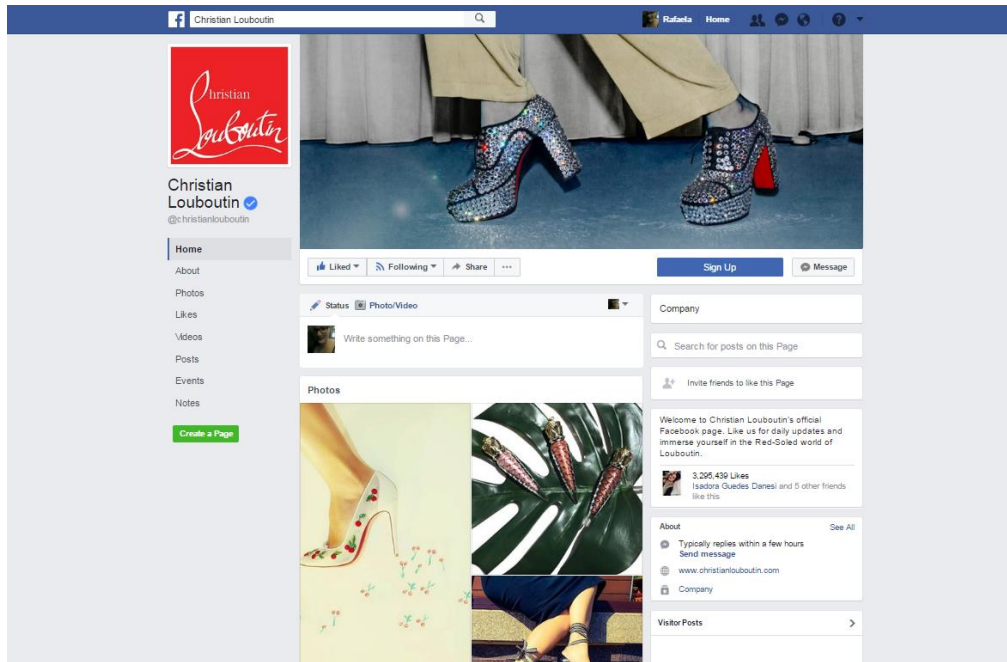 Christian Louboutin
Rafaela Home
Christian
Louboutin
Christian
Louboutin
@christianlouboutin
Home
About
Photos
Likes
Videos
Posts
Events
Notes
Create a Page
Liked Following Share ...
Sign Up Message
Status Photo/Video
Write something on this Page...
Photos
Company
Search for posts on this Page
Invite friends to like this Page
Welcome to Christian Louboutin's official
Facebook page. Like us for daily updates and
immerse yourself in the Red-Soled world of
Louboutin.
3,295,439 Likes
Isadora Guedes Danesi and 5 other friends
like this
About See All
Typically replies within a few hours
Send message
www.christianlouboutin.com
Company
Visitor Posts